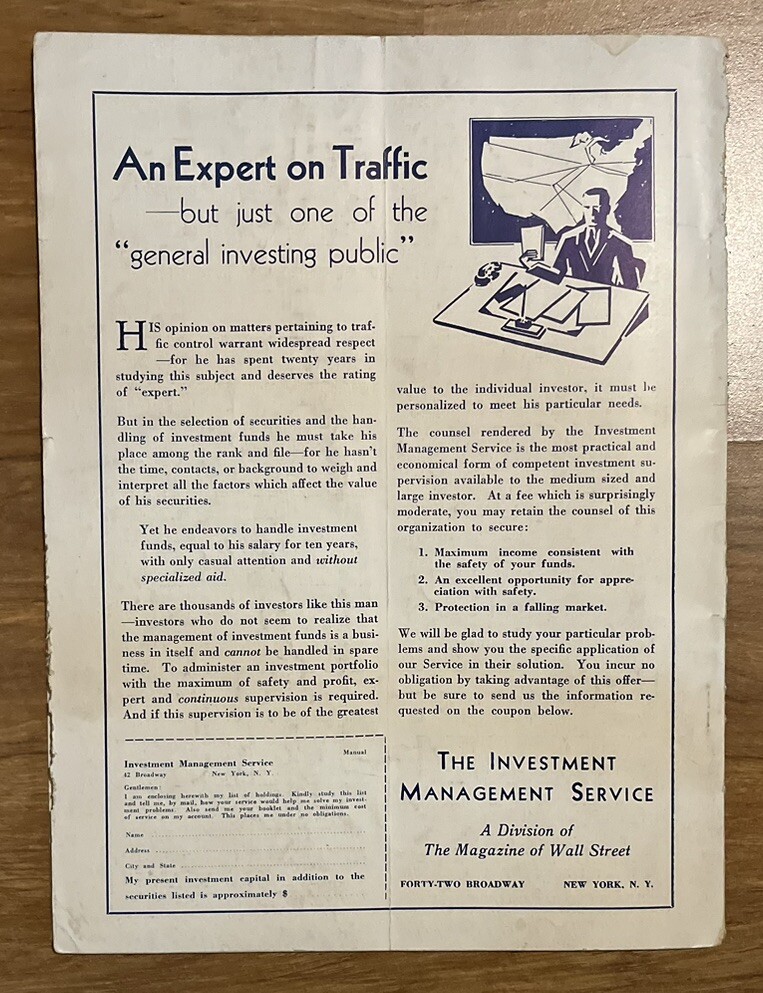 An Expert on Traffic
—but just one of the
“general investing public”
HIS opinion on matters pertaining to traf-
fic control warrant widespread respect
—for he has spent twenty years in
studying this subject and deserves the rating
of “expert.”
But in the selection of securities and the han-
dling of investment funds he must take his
place among the rank and file—for he hasn’t
the time, contacts, or background to weigh and
interpret all the factors which affect the value
of his securities.
Yet he endeavors to handle investment
funds, equal to his salary for ten years,
with only casual attention and without
specialized aid.
There are thousands of investors like this man
—investors who do not seem to realize that
the management of investment funds is a busi-
ness in itself and cannot be handled in spare
time. To administer an investment portfolio
with the maximum of safety and profit, ex-
pert and continuous supervision is required.
And if this supervision is to be of the greatest
value to the individual investor, it must be
personalized to meet his particular needs.
The counsel rendered by the Investment
Management Service is the most practical and
economical form of competent investment su-
pervision available to the medium sized and
large investor. At a fee which is surprisingly
moderate, you may retain the counsel of this
organization to secure:
1. Maximum income consistent with
the safety of your funds.
2. An excellent opportunity for appre-
ciation with safety.
3. Protection in a falling market.
We will be glad to study your particular prob-
lems and show you the specific application of
our Service in their solution. You incur no
obligation by taking advantage of this offer—
but be sure to send us the information re-
quested on the coupon below.
Manual
Investment Management Service
42 Broadway New York, N. Y.
Gentlemen:
I am enclosing herewith my list of holdings. Kindly study this list
and tell me, by mail, how your service would help me solve my invest-
ment problems. Also send me your booklet and the minimum cost
of service on my account. This places me under no obligations.
Name
Address
City and State
My present investment capital in addition to the
securities listed is approximately $
THE INVESTMENT
MANAGEMENT SERVICE
A Division of
The Magazine of Wall Street
FORTY-TWO BROADWAY NEW YORK, N. Y.